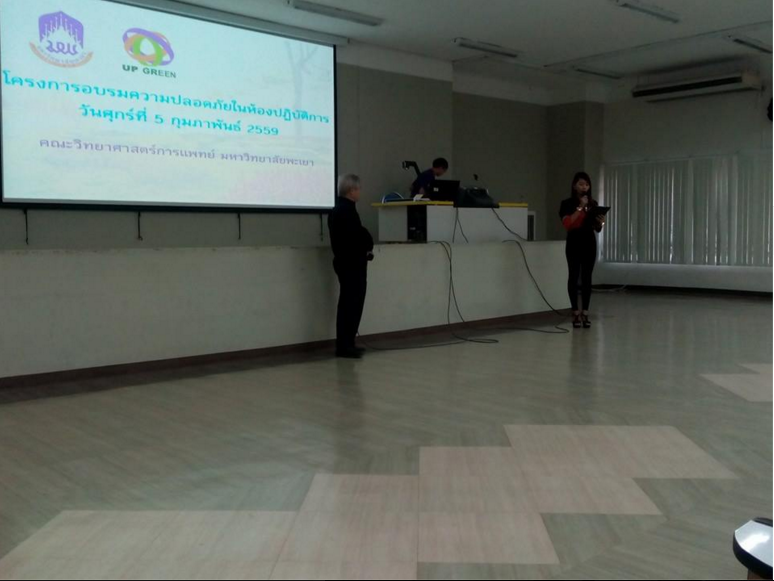 มพ
UP GREEN
โครงการอบรมความปลอดภัยในห้องปฏิบัติการ
วันศุกร์ที่ 5 กุมภาพันธ์ 2559
คณะวิทยาศาสตร์การแพทย์ มหาวิทยาลัยพะเยา